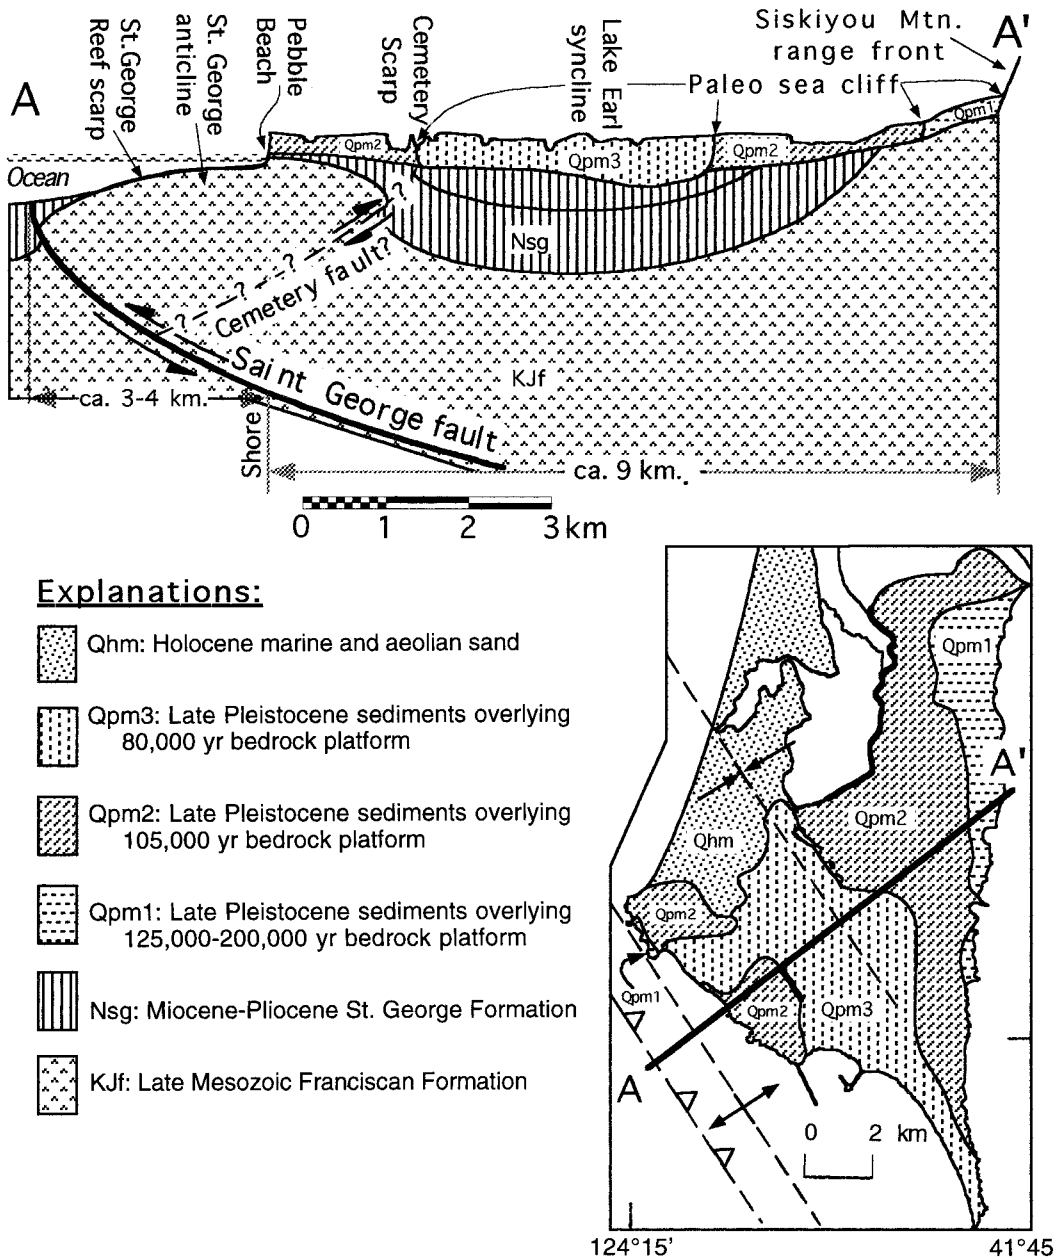 A
St. George
Reef scarp
St. George
anticline
Pebble
Beach
Cemetery
Scarp
Lake Earl
syncline
Siskiyou Mtn.
range front
A'
Paleo sea cliff
Ocean
Qpm2
Qpm3
Qpm2
Qpm1
Nsg
?
?
?
?
Cemetery fault?
Saint George fault
KJf
ca. 3-4 km.
Shore
ca. 9 km.
0 1 2 3 km
Explanations:
Qhm: Holocene marine and aeolian sand
Qpm3: Late Pleistocene sediments overlying
80,000 yr bedrock platform
Qpm2: Late Pleistocene sediments overlying
105,000 yr bedrock platform
Qpm1: Late Pleistocene sediments overlying
125,000-200,000 yr bedrock platform
Nsg: Miocene-Pliocene St. George Formation
KJf: Late Mesozoic Franciscan Formation
Qpm1
A'
Qpm2
Qhm
Qpm2
Qpm1
Qpm2
Qpm3
A
0 2 km
124°15'
41°45